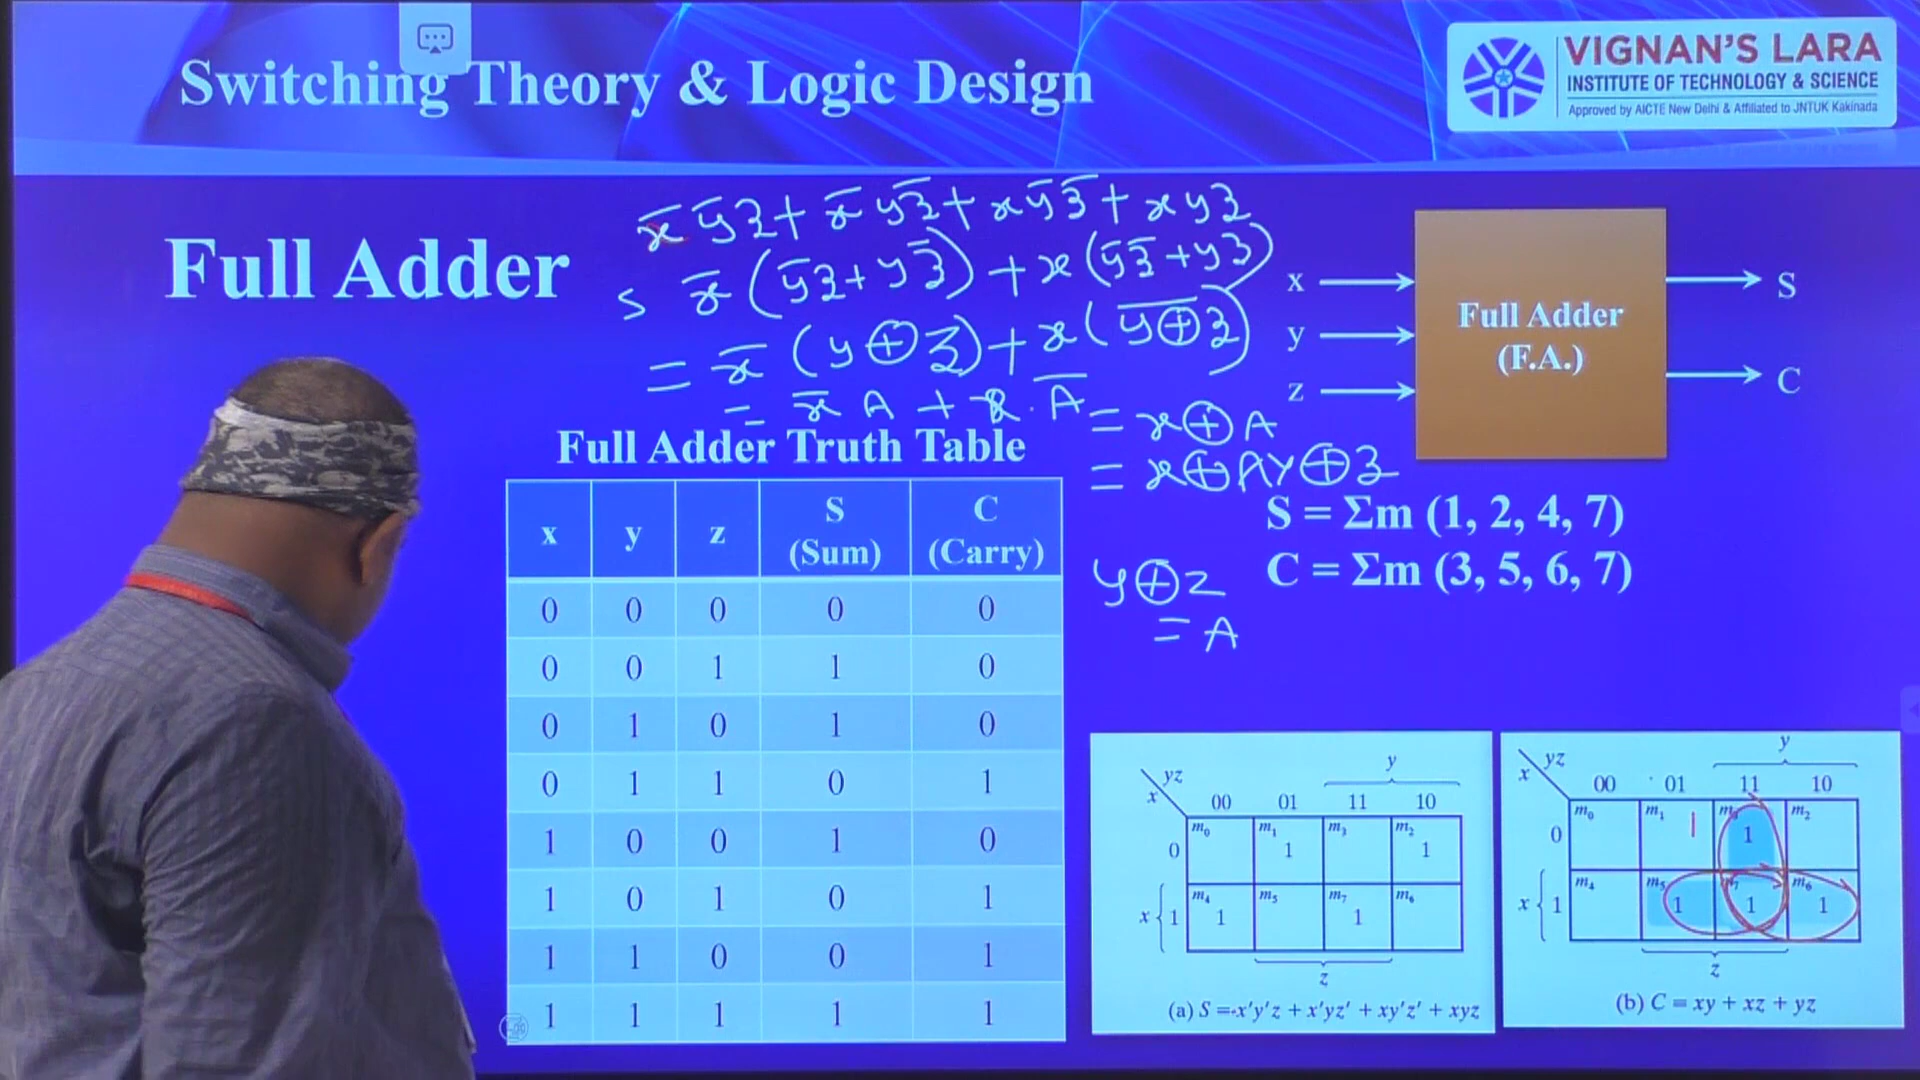 Switching Theory & Logic Design
VIGNAN'S LARA
INSTITUTE OF TECHNOLOGY & SCIENCE
Approved by AICTE New Delhi & Affiliated to JNTUK Kakinada
Full Adder
x̄ȳz + x̄yz̄ + xȳz̄ + xyz
S x̄(ȳz + yz̄) + x(ȳz̄ + yz)
= x̄ (y⊕z) + x(y⊕z)̅
= x̄ A + x.Ā = x⊕A
= x⊕Ay⊕z
x
y
z
Full Adder
(F.A.)
S
C
Full Adder Truth Table
x y z S (Sum) C (Carry)
0 0 0 0 0
0 0 1 1 0
0 1 0 1 0
0 1 1 0 1
1 0 0 1 0
1 0 1 0 1
1 1 0 0 1
1 1 1 1 1
S = Σm (1, 2, 4, 7)
C = Σm (3, 5, 6, 7)
y⊕z
= A
y
yz
x
00 01 11 10
0 m₀ m₁ 1 m₃ m₂ 1
x { 1 m₄ 1 m₅ m₇ 1 m₆
z
(a) S = x'y'z + x'yz' + xy'z' + xyz
y
yz
x
00 01 11 10
0 m₀ m₁ | m₃ 1 m₂
x { 1 m₄ m₅ 1 m₇ 1 m₆ 1
z
(b) C = xy + xz + yz